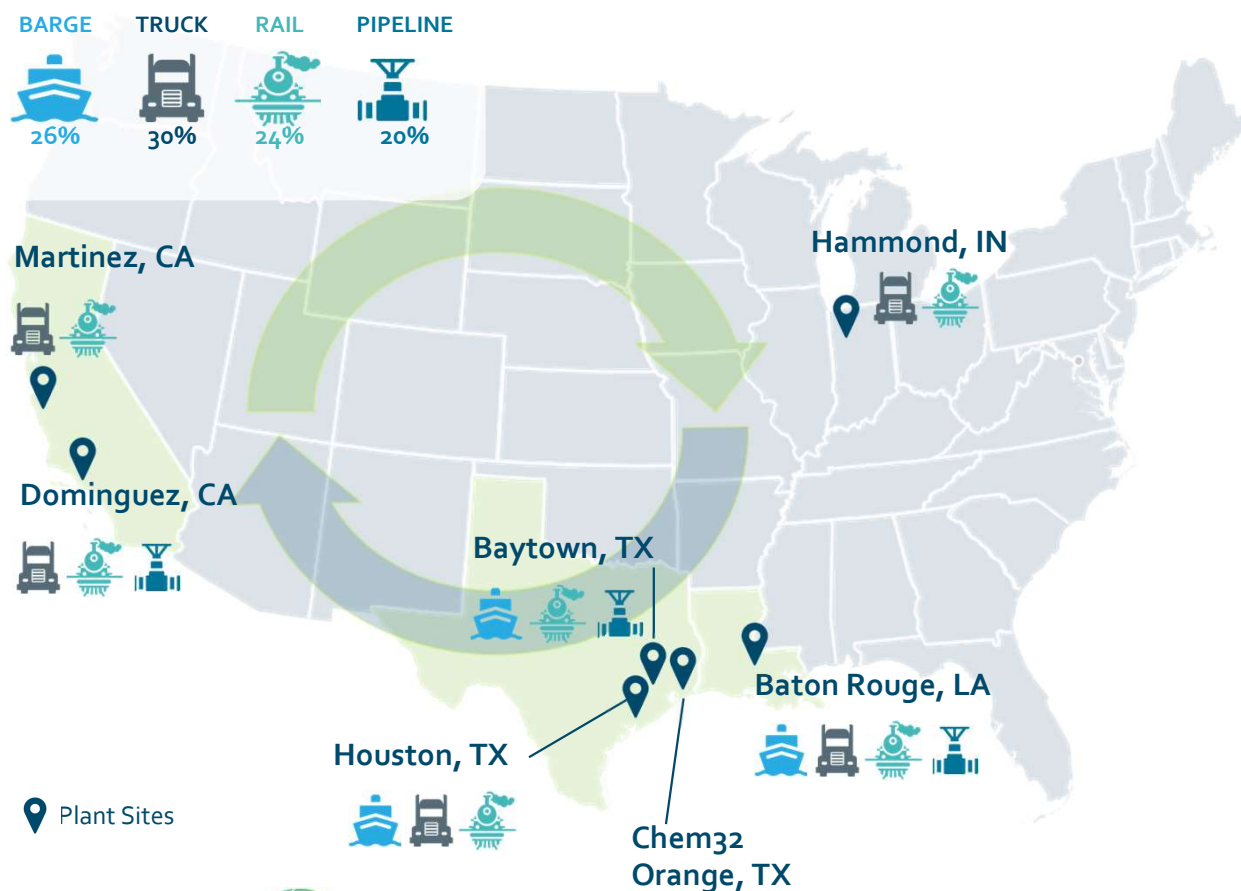 BARGE TRUCK RAIL PIPELINE
26% 30% 24% 20%
Martinez, CA
Hammond, IN
Dominguez, CA
Baytown, TX
Baton Rouge, LA
Houston, TX
Plant Sites
Chem32
Orange, TX